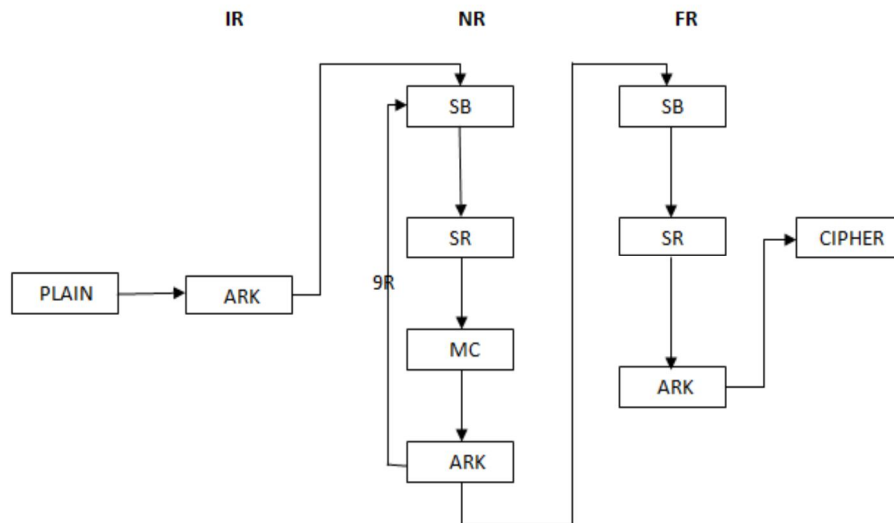 IR NR FR
SB SB
SR SR CIPHER
9R
PLAIN ARK
MC
ARK
ARK